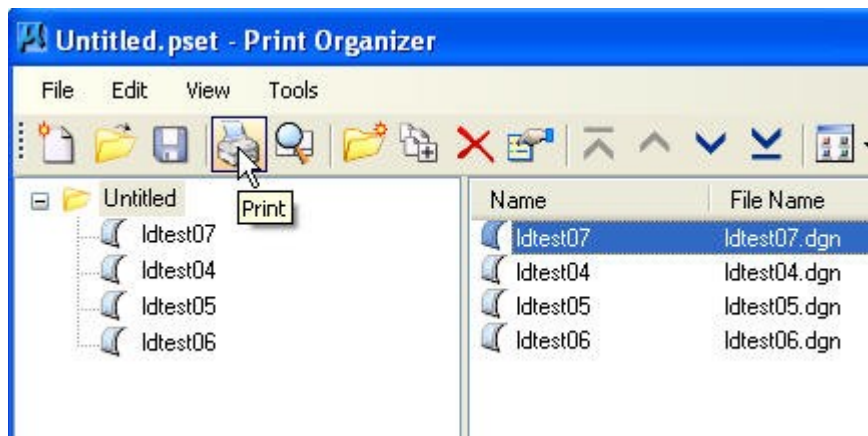 Untitled.pset - Print Organizer
File Edit View Tools
Print
Untitled
ldtest07
ldtest04
ldtest05
ldtest06
Name File Name
ldtest07 ldtest07.dgn
ldtest04 ldtest04.dgn
ldtest05 ldtest05.dgn
ldtest06 ldtest06.dgn